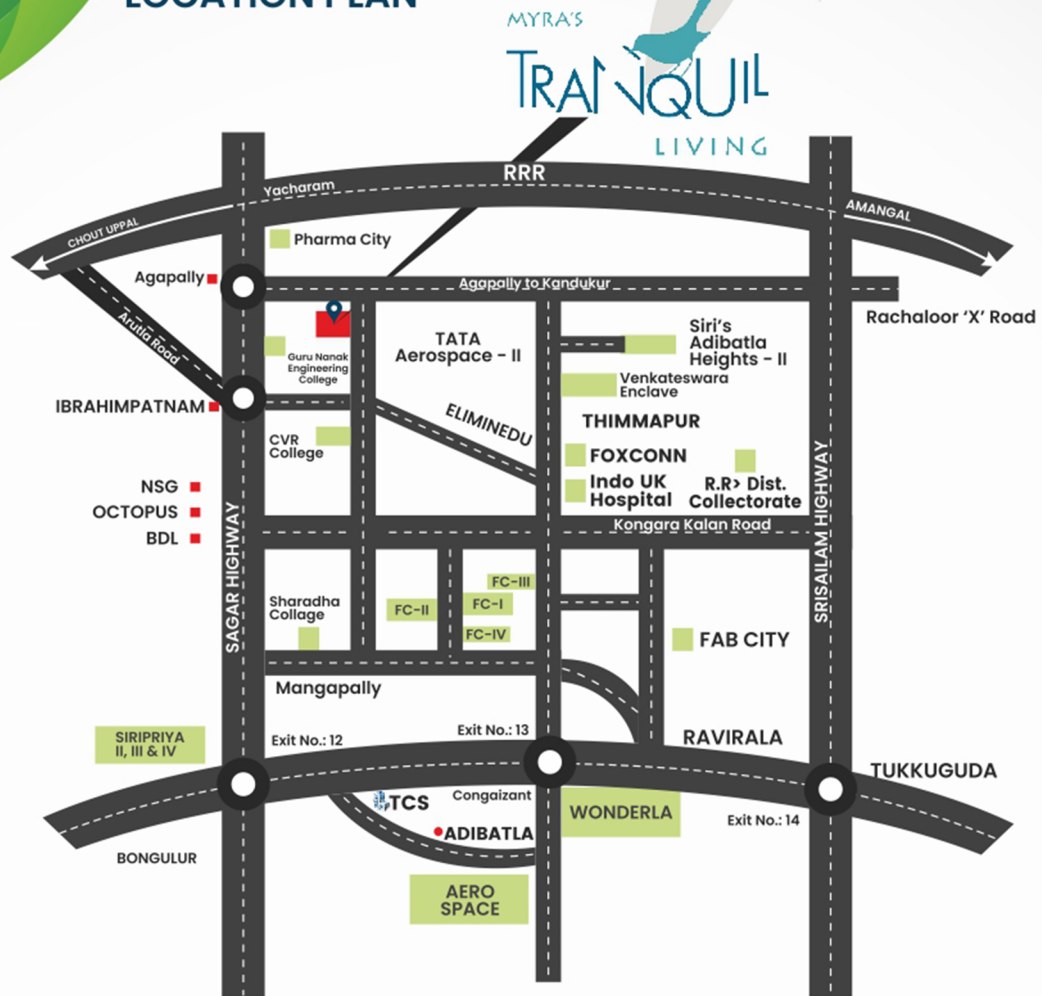 LOCATION PLAN
MYRA'S
TRANQUIL
LIVING
RRR
Yacharam
CHOUT UPPAL
AMANGAL
Pharma City
Agapally
Agapally to Kandukur
Rachaloor 'X' Road
Arutla Road
Guru Nanak
Engineering
College
TATA
Aerospace - II
Siri's
Adibatla
Heights - II
Venkateswara
Enclave
IBRAHIMPATNAM
ELIMINEDU
THIMMAPUR
CVR
College
FOXCONN
Indo UK
Hospital
R.R> Dist.
Collectorate
NSG
OCTOPUS
BDL
SAGAR HIGHWAY
SRISAILAM HIGHWAY
Kongara Kalan Road
FC-III
FC-II
FC-I
FC-IV
Sharadha
Collage
FAB CITY
Mangapally
SIRIPRIYA
II, III & IV
Exit No.: 12
Exit No.: 13
RAVIRALA
TUKKUGUDA
TCS
Congaizant
WONDERLA
Exit No.: 14
ADIBATLA
BONGULUR
AERO
SPACE